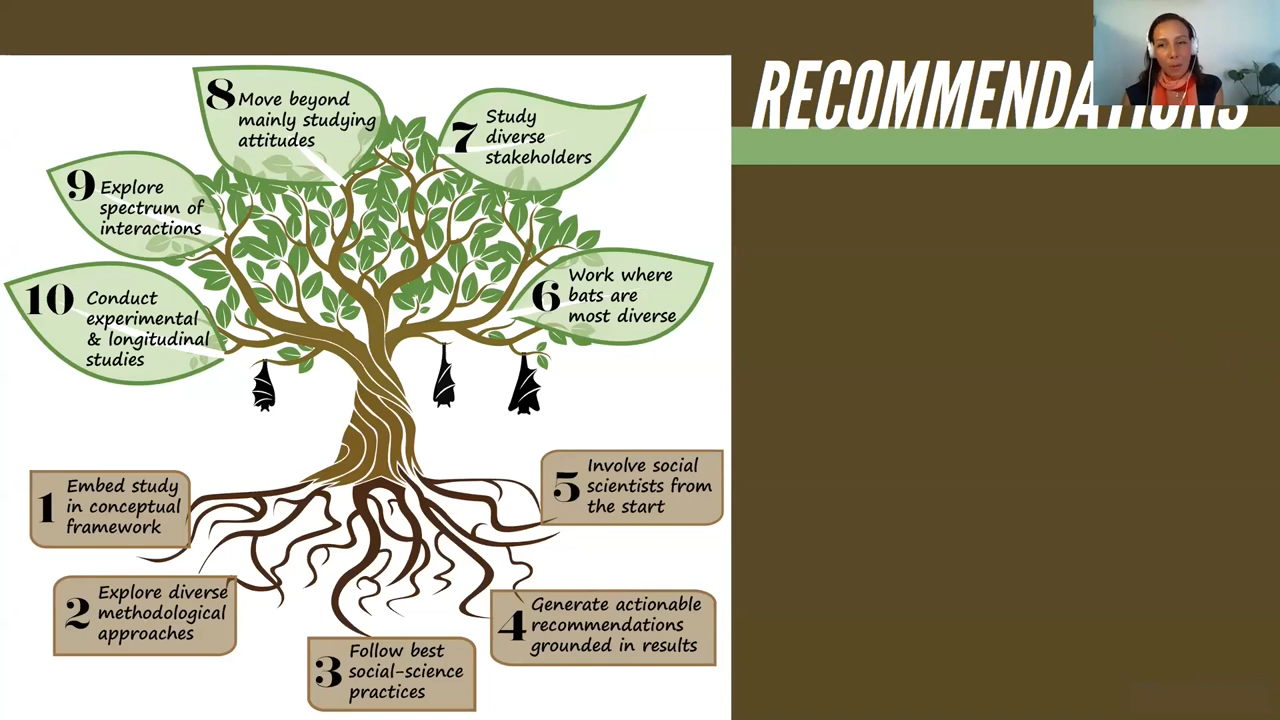 RECOMMENDATIONS
8 Move beyond
mainly studying
attitudes
7 Study
diverse
stakeholders
9 Explore
spectrum of
interactions
10 Conduct
experimental
& longitudinal
studies
6 Work where
bats are
most diverse
1 Embed study
in conceptual
framework
5 Involve social
scientists from
the start
2 Explore diverse
methodological
approaches
4 Generate actionable
recommendations
grounded in results
3 Follow best
social-science
practices